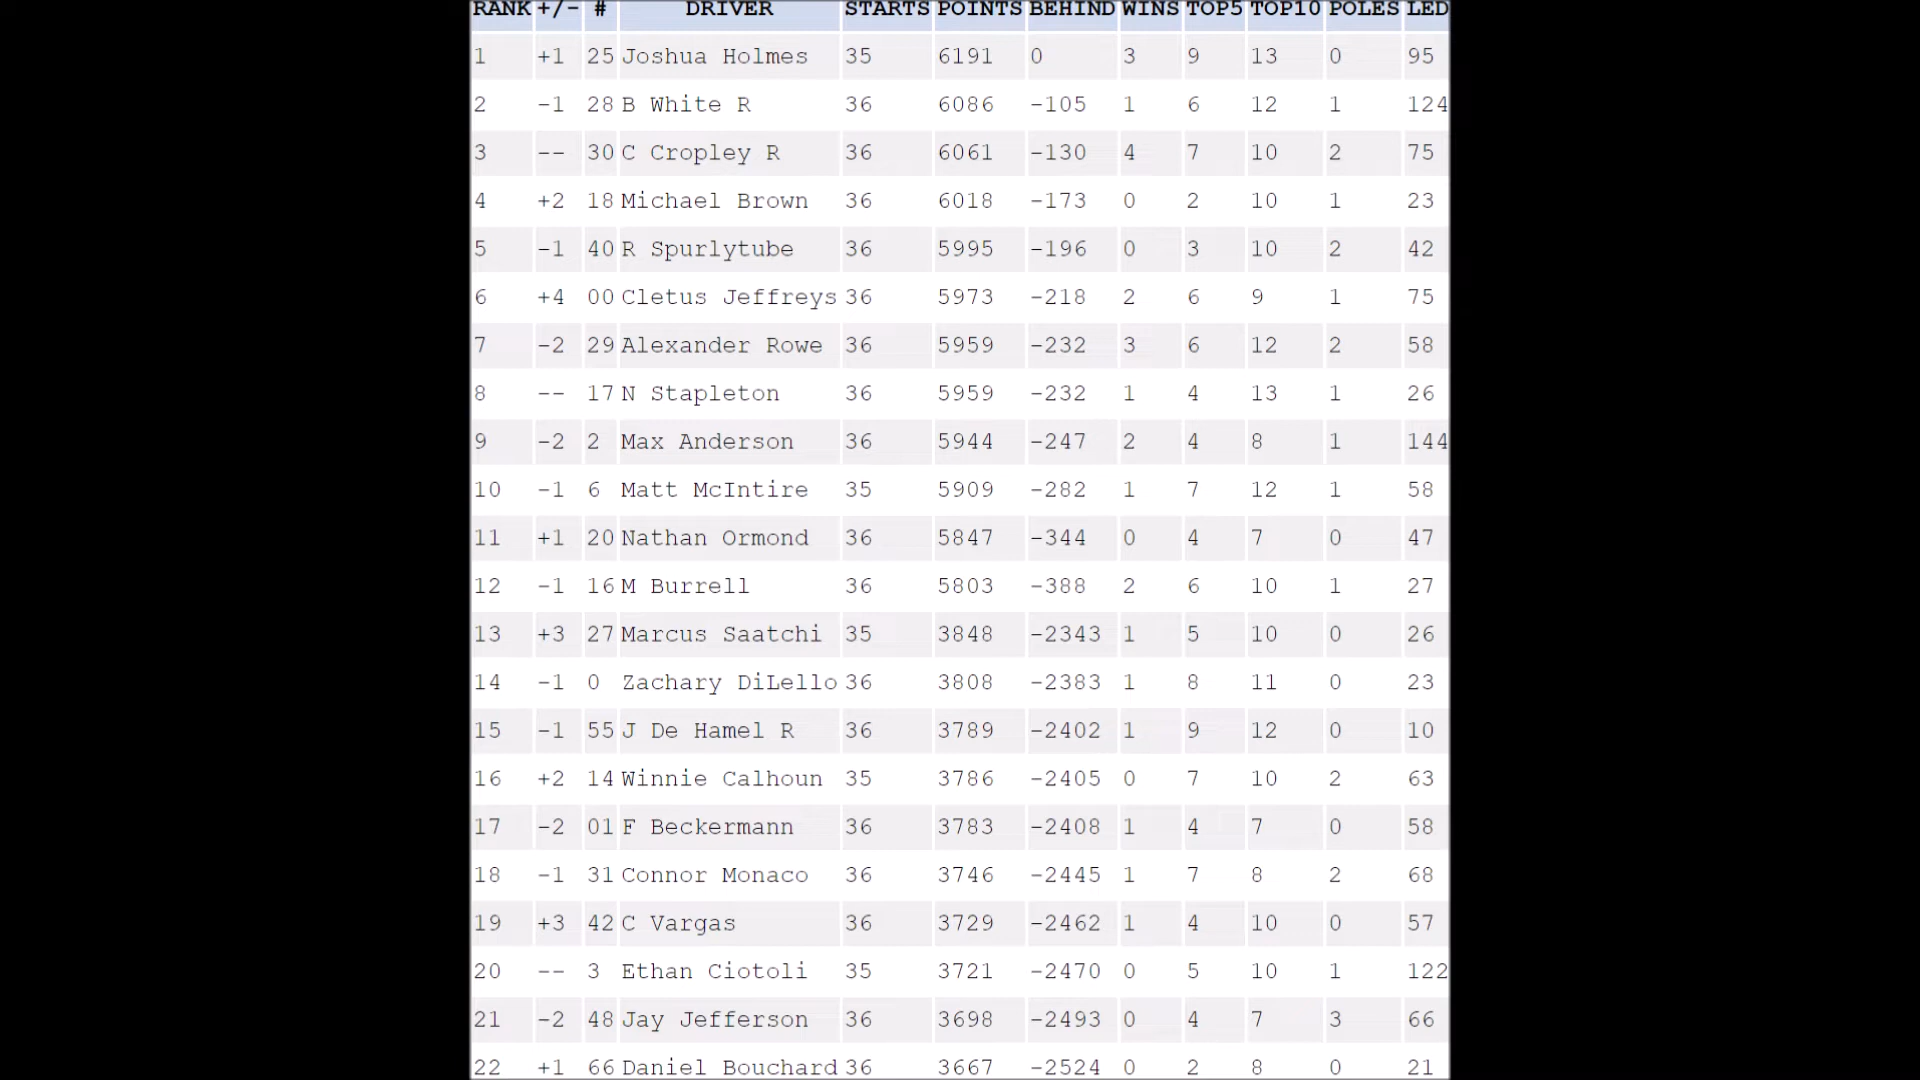 RANK +/- # DRIVER STARTS POINTS BEHIND WINS TOP5 TOP10 POLES LED
1 +1 25 Joshua Holmes 35 6191 0 3 9 13 0 95
2 -1 28 B White R 36 6086 -105 1 6 12 1 124
3 -- 30 C Cropley R 36 6061 -130 4 7 10 2 75
4 +2 18 Michael Brown 36 6018 -173 0 2 10 1 23
5 -1 40 R Spurlytube 36 5995 -196 0 3 10 2 42
6 +4 00 Cletus Jeffreys 36 5973 -218 2 6 9 1 75
7 -2 29 Alexander Rowe 36 5959 -232 3 6 12 2 58
8 -- 17 N Stapleton 36 5959 -232 1 4 13 1 26
9 -2 2 Max Anderson 36 5944 -247 2 4 8 1 144
10 -1 6 Matt McIntire 35 5909 -282 1 7 12 1 58
11 +1 20 Nathan Ormond 36 5847 -344 0 4 7 0 47
12 -1 16 M Burrell 36 5803 -388 2 6 10 1 27
13 +3 27 Marcus Saatchi 35 3848 -2343 1 5 10 0 26
14 -1 0 Zachary DiLello 36 3808 -2383 1 8 11 0 23
15 -1 55 J De Hamel R 36 3789 -2402 1 9 12 0 10
16 +2 14 Winnie Calhoun 35 3786 -2405 0 7 10 2 63
17 -2 01 F Beckermann 36 3783 -2408 1 4 7 0 58
18 -1 31 Connor Monaco 36 3746 -2445 1 7 8 2 68
19 +3 42 C Vargas 36 3729 -2462 1 4 10 0 57
20 -- 3 Ethan Ciotoli 35 3721 -2470 0 5 10 1 122
21 -2 48 Jay Jefferson 36 3698 -2493 0 4 7 3 66
22 +1 66 Daniel Bouchard 36 3667 -2524 0 2 8 0 21